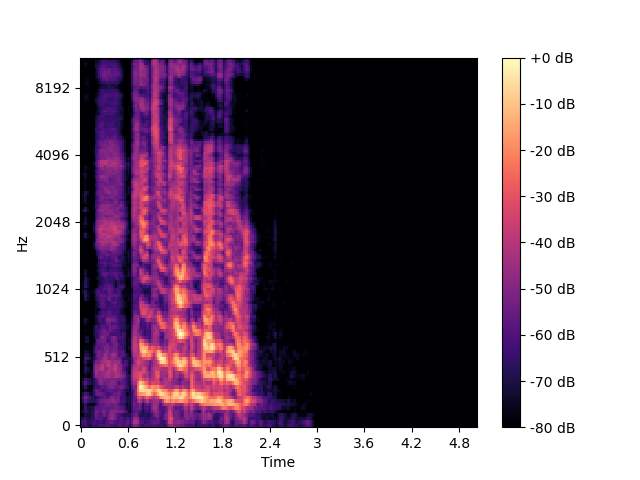 +0 dB
8192
-10 dB
4096
-20 dB
-30 dB
2048
Hz
-40 dB
1024
-50 dB
-60 dB
512
-70 dB
0
-80 dB
0 0.6 1.2 1.8 2.4 3 3.6 4.2 4.8
Time